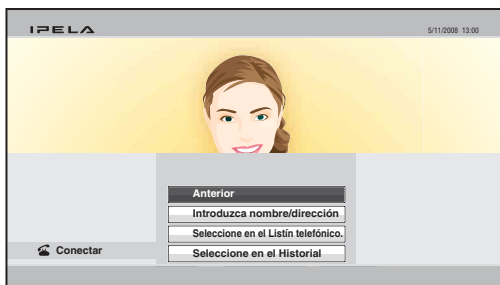 IPELA
5/11/2008 13:00
Anterior
Introduzca nombre/dirección
Seleccione en el Listín telefónico.
Conectar
Seleccione en el Historial